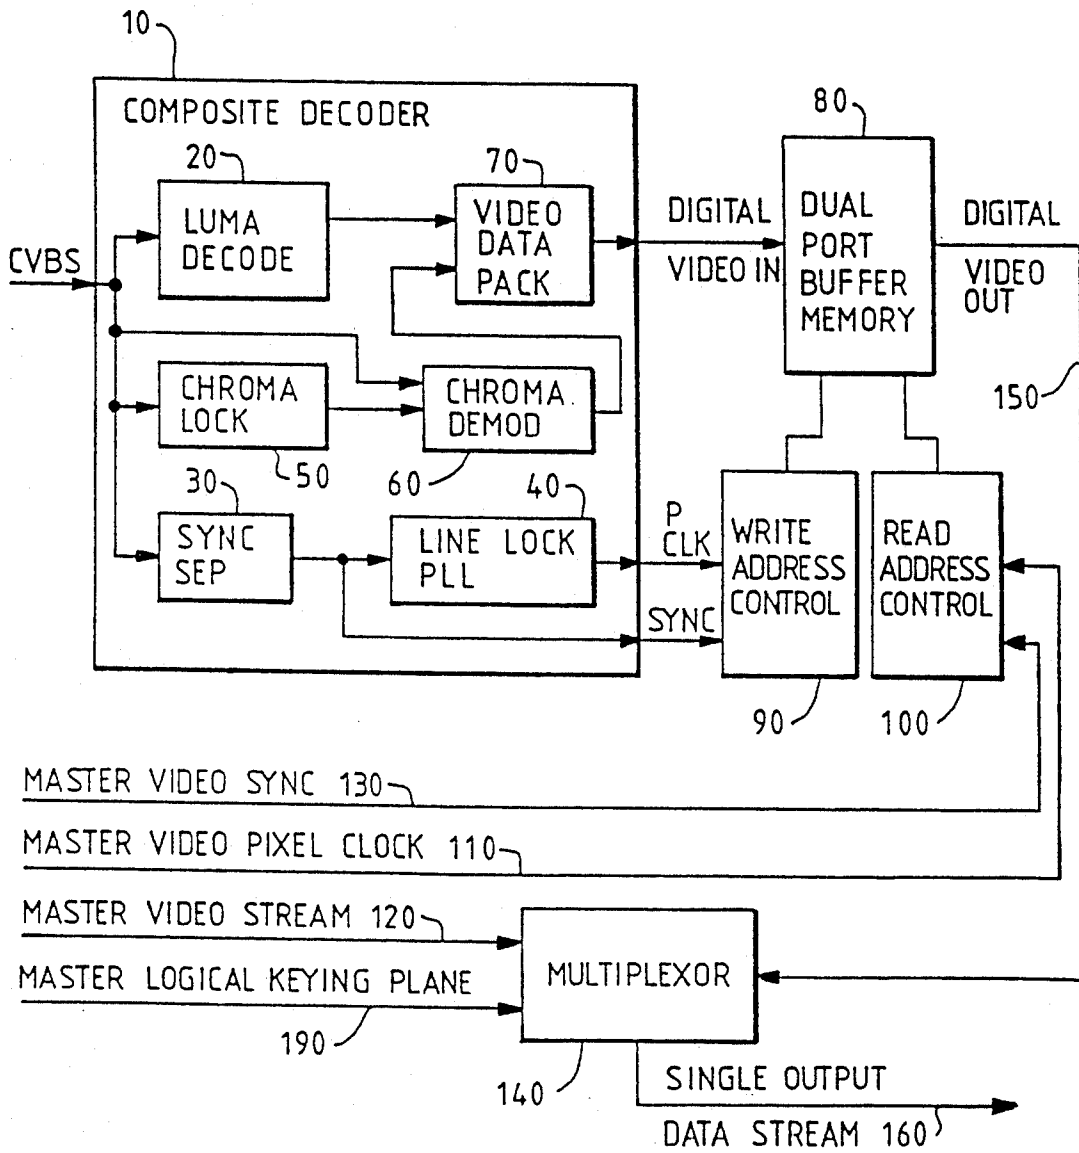 10
COMPOSITE DECODER
20
LUMA
DECODE
70
VIDEO
DATA
PACK
CVBS
CHROMA
LOCK
50
CHROMA.
DEMOD
60
30
SYNC
SEP
40
LINE LOCK
PLL
DIGITAL
VIDEO IN
80
DUAL
PORT
BUFFER
MEMORY
DIGITAL
VIDEO
OUT
150
P
CLK
SYNC
WRITE
ADDRESS
CONTROL
90
READ
ADDRESS
CONTROL
100
MASTER VIDEO SYNC 130
MASTER VIDEO PIXEL CLOCK 110
MASTER VIDEO STREAM 120
MASTER LOGICAL KEYING PLANE
190
MULTIPLEXOR
140
SINGLE OUTPUT
DATA STREAM 160